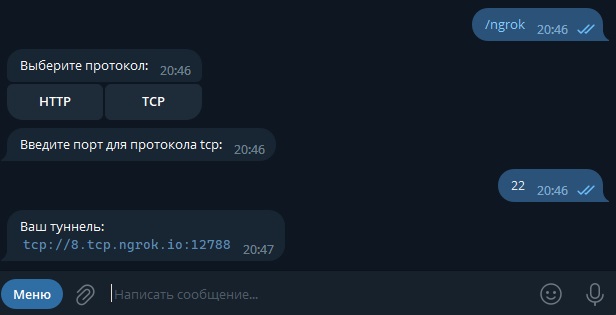 /ngrok 20:46
Выберите протокол: 20:46
HTTP TCP
Введите порт для протокола tcp: 20:46
22 20:46
Ваш туннель:
tcp://8.tcp.ngrok.io:12788 20:47
Меню Написать сообщение...